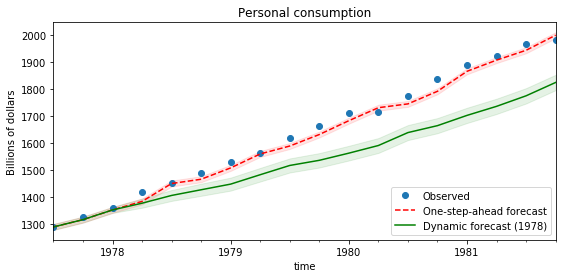 Personal consumption
Billions of dollars
2000
1900
1800
1700
1600
1500
1400
1300
1978
1979
1980
1981
time
Observed
One-step-ahead forecast
Dynamic forecast (1978)